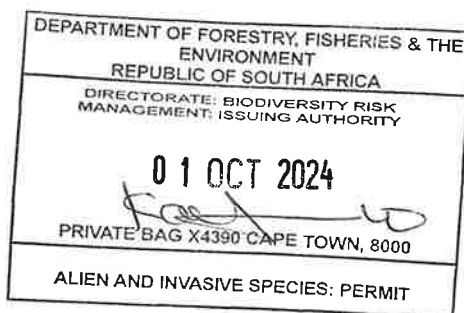 DEPARTMENT OF FORESTRY, FISHERIES & THE
ENVIRONMENT
REPUBLIC OF SOUTH AFRICA
DIRECTORATE: BIODIVERSITY RISK
MANAGEMENT: ISSUING AUTHORITY
01 OCT 2024
PRIVATE BAG X4390 CAPE TOWN, 8000
ALIEN AND INVASIVE SPECIES: PERMIT